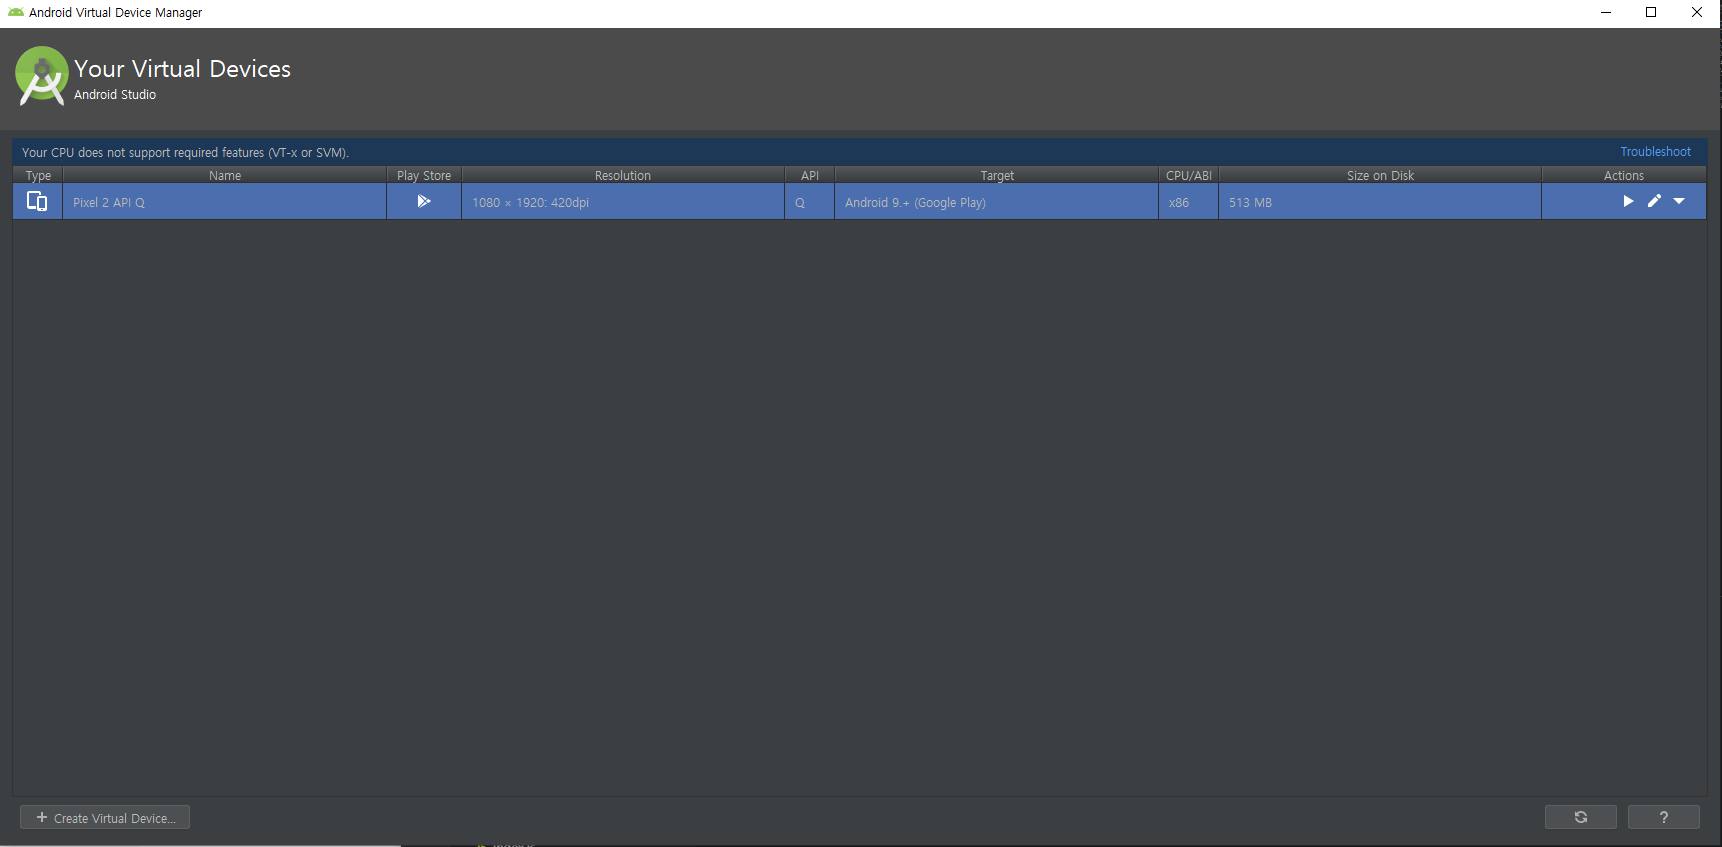 Android Virtual Device Manager
Your Virtual Devices
Android Studio
Your CPU does not support required features (VT-x or SVM). Troubleshoot
Type Name Play Store Resolution API Target CPU/ABI Size on Disk Actions
Pixel 2 API Q 1080 × 1920: 420dpi Q Android 9.+ (Google Play) x86 513 MB
+ Create Virtual Device... ?